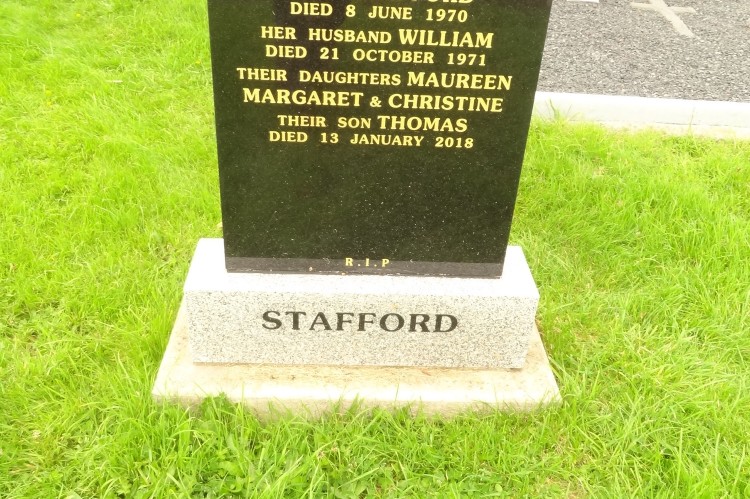 DIED 8 JUNE 1970
HER HUSBAND WILLIAM
DIED 21 OCTOBER 1971
THEIR DAUGHTERS MAUREEN
MARGARET & CHRISTINE
THEIR SON THOMAS
DIED 13 JANUARY 2018
R.I.P
STAFFORD